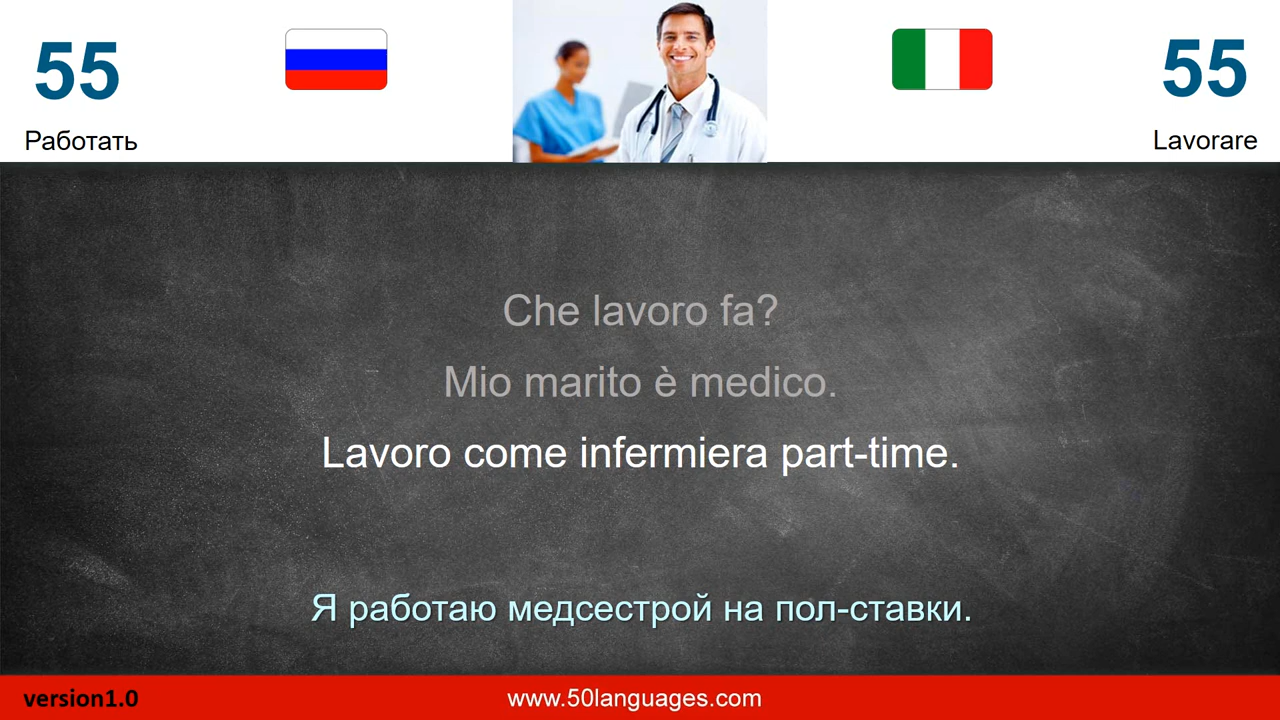 55
55
Работать
Lavorare
Che lavoro fa?
Mio marito è medico.
Lavoro come infermiera part-time.
Я работаю медсестрой на пол-ставки.
version1.0
www.50languages.com